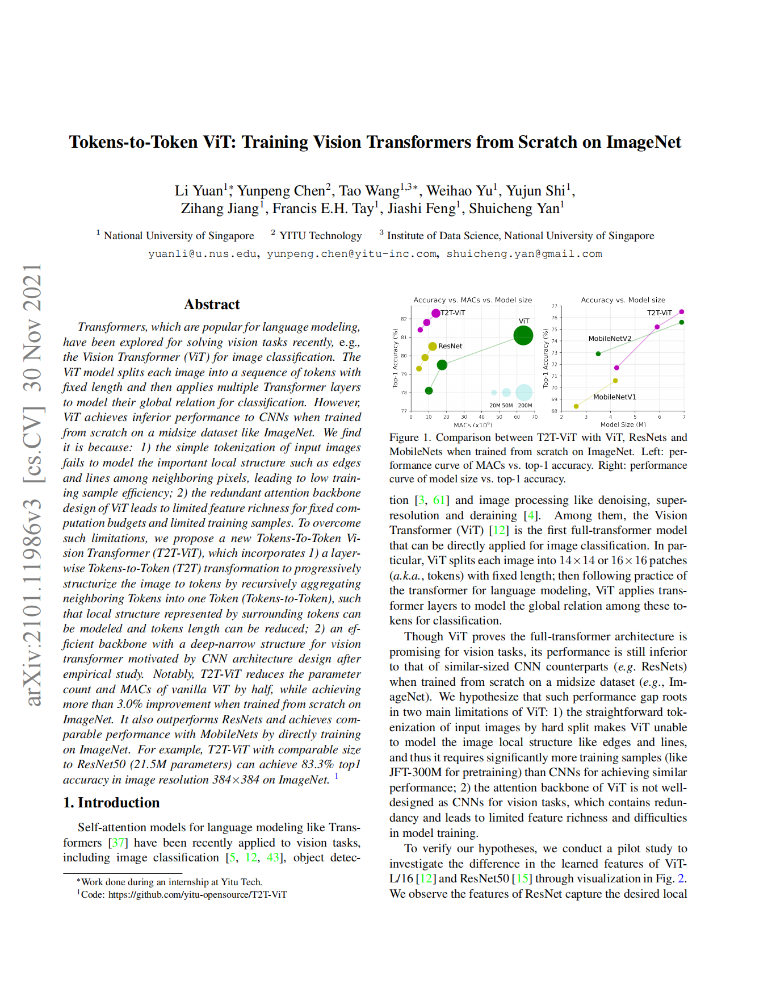 arXiv:2101.11986v3 [cs.CV] 30 Nov 2021
Tokens-to-Token ViT: Training Vision Transformers from Scratch on ImageNet
Li Yuan1*, Yunpeng Chen2, Tao Wang1,3*, Weihao Yu1, Yujun Shi1,
Zihang Jiang1, Francis E.H. Tay1, Jiashi Feng1, Shuicheng Yan1
1 National University of Singapore 2 YITU Technology 3 Institute of Data Science, National University of Singapore
yuanli@u.nus.edu, yunpeng.chen@yitu-inc.com, shuicheng.yan@gmail.com
Abstract
Transformers, which are popular for language modeling,
have been explored for solving vision tasks recently, e.g.,
the Vision Transformer (ViT) for image classification. The
ViT model splits each image into a sequence of tokens with
fixed length and then applies multiple Transformer layers
to model their global relation for classification. However,
ViT achieves inferior performance to CNNs when trained
from scratch on a midsize dataset like ImageNet. We find
it is because: 1) the simple tokenization of input images
fails to model the important local structure such as edges
and lines among neighboring pixels, leading to low train-
ing sample efficiency; 2) the redundant attention backbone
design of ViT leads to limited feature richness for fixed com-
putation budgets and limited training samples. To overcome
such limitations, we propose a new Tokens-To-Token Vi-
sion Transformer (T2T-ViT), which incorporates 1) a layer-
wise Tokens-to-Token (T2T) transformation to progressively
structurize the image to tokens by recursively aggregating
neighboring Tokens into one Token (Tokens-to-Token), such
that local structure represented by surrounding tokens can
be modeled and tokens length can be reduced; 2) an ef-
ficient backbone with a deep-narrow structure for vision
transformer motivated by CNN architecture design after
empirical study. Notably, T2T-ViT reduces the parameter
count and MACs of vanilla ViT by half, while achieving
more than 3.0% improvement when trained from scratch on
ImageNet. It also outperforms ResNets and achieves com-
parable performance with MobileNets by directly training
on ImageNet. For example, T2T-ViT with comparable size
to ResNet50 (21.5M parameters) can achieve 83.3% top1
accuracy in image resolution 384×384 on ImageNet. 1
1. Introduction
Self-attention models for language modeling like Trans-
formers [37] have been recently applied to vision tasks,
including image classification [5, 12, 43], object detec-
*Work done during an internship at Yitu Tech.
1Code: https://github.com/yitu-opensource/T2T-ViT
Accuracy vs. MACs vs. Model size
Top-1 Accuracy (%)
82
81
80
79
78
77
T2T-ViT
ViT
ResNet
20M 50M 200M
0 10 20 30 40 50 60 70
MACs (x10⁹)
Accuracy vs. Model size
Top-1 Accuracy (%)
77
76
75
74
73
72
71
70
69
68
T2T-ViT
MobileNetV2
MobileNetV1
2 3 4 5 6 7
Model Size (M)
Figure 1. Comparison between T2T-ViT with ViT, ResNets and
MobileNets when trained from scratch on ImageNet. Left: per-
formance curve of MACs vs. top-1 accuracy. Right: performance
curve of model size vs. top-1 accuracy.
tion [3, 61] and image processing like denoising, super-
resolution and deraining [4]. Among them, the Vision
Transformer (ViT) [12] is the first full-transformer model
that can be directly applied for image classification. In par-
ticular, ViT splits each image into 14×14 or 16×16 patches
(a.k.a., tokens) with fixed length; then following practice of
the transformer for language modeling, ViT applies trans-
former layers to model the global relation among these to-
kens for classification.
Though ViT proves the full-transformer architecture is
promising for vision tasks, its performance is still inferior
to that of similar-sized CNN counterparts (e.g. ResNets)
when trained from scratch on a midsize dataset (e.g., Im-
ageNet). We hypothesize that such performance gap roots
in two main limitations of ViT: 1) the straightforward tok-
enization of input images by hard split makes ViT unable
to model the image local structure like edges and lines,
and thus it requires significantly more training samples (like
JFT-300M for pretraining) than CNNs for achieving similar
performance; 2) the attention backbone of ViT is not well-
designed as CNNs for vision tasks, which contains redun-
dancy and leads to limited feature richness and difficulties
in model training.
To verify our hypotheses, we conduct a pilot study to
investigate the difference in the learned features of ViT-
L/16 [12] and ResNet50 [15] through visualization in Fig. 2.
We observe the features of ResNet capture the desired local